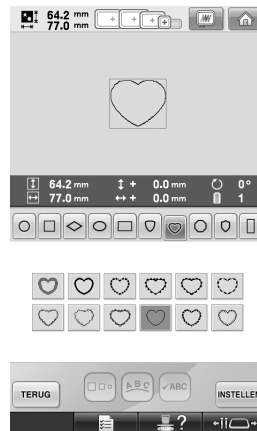 64.2 mm
77.0 mm
64.2 mm + 0.0 mm 0°
77.0 mm + 0.0 mm 1
TERUG ABC ABC INSTELLE
?